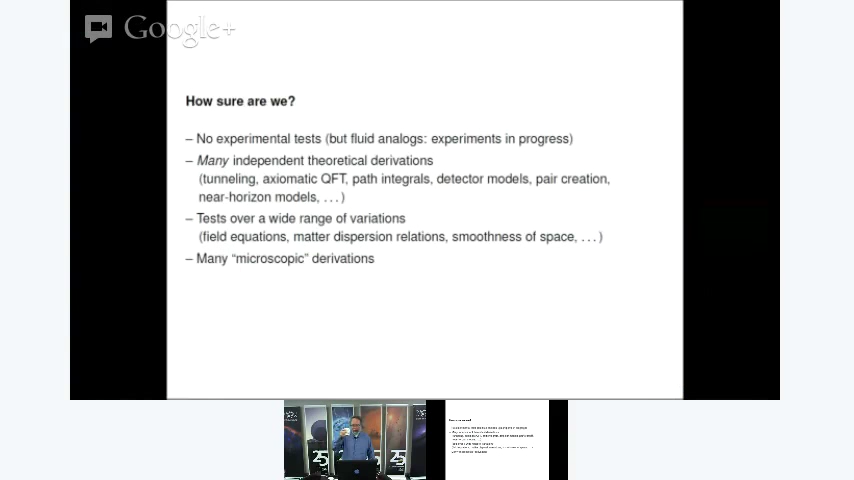 Google+
How sure are we?
– No experimental tests (but fluid analogs: experiments in progress)
– Many independent theoretical derivations
(tunneling, axiomatic QFT, path integrals, detector models, pair creation,
near-horizon models, . . . )
– Tests over a wide range of variations
(field equations, matter dispersion relations, smoothness of space, . . . )
– Many “microscopic” derivations
25
25